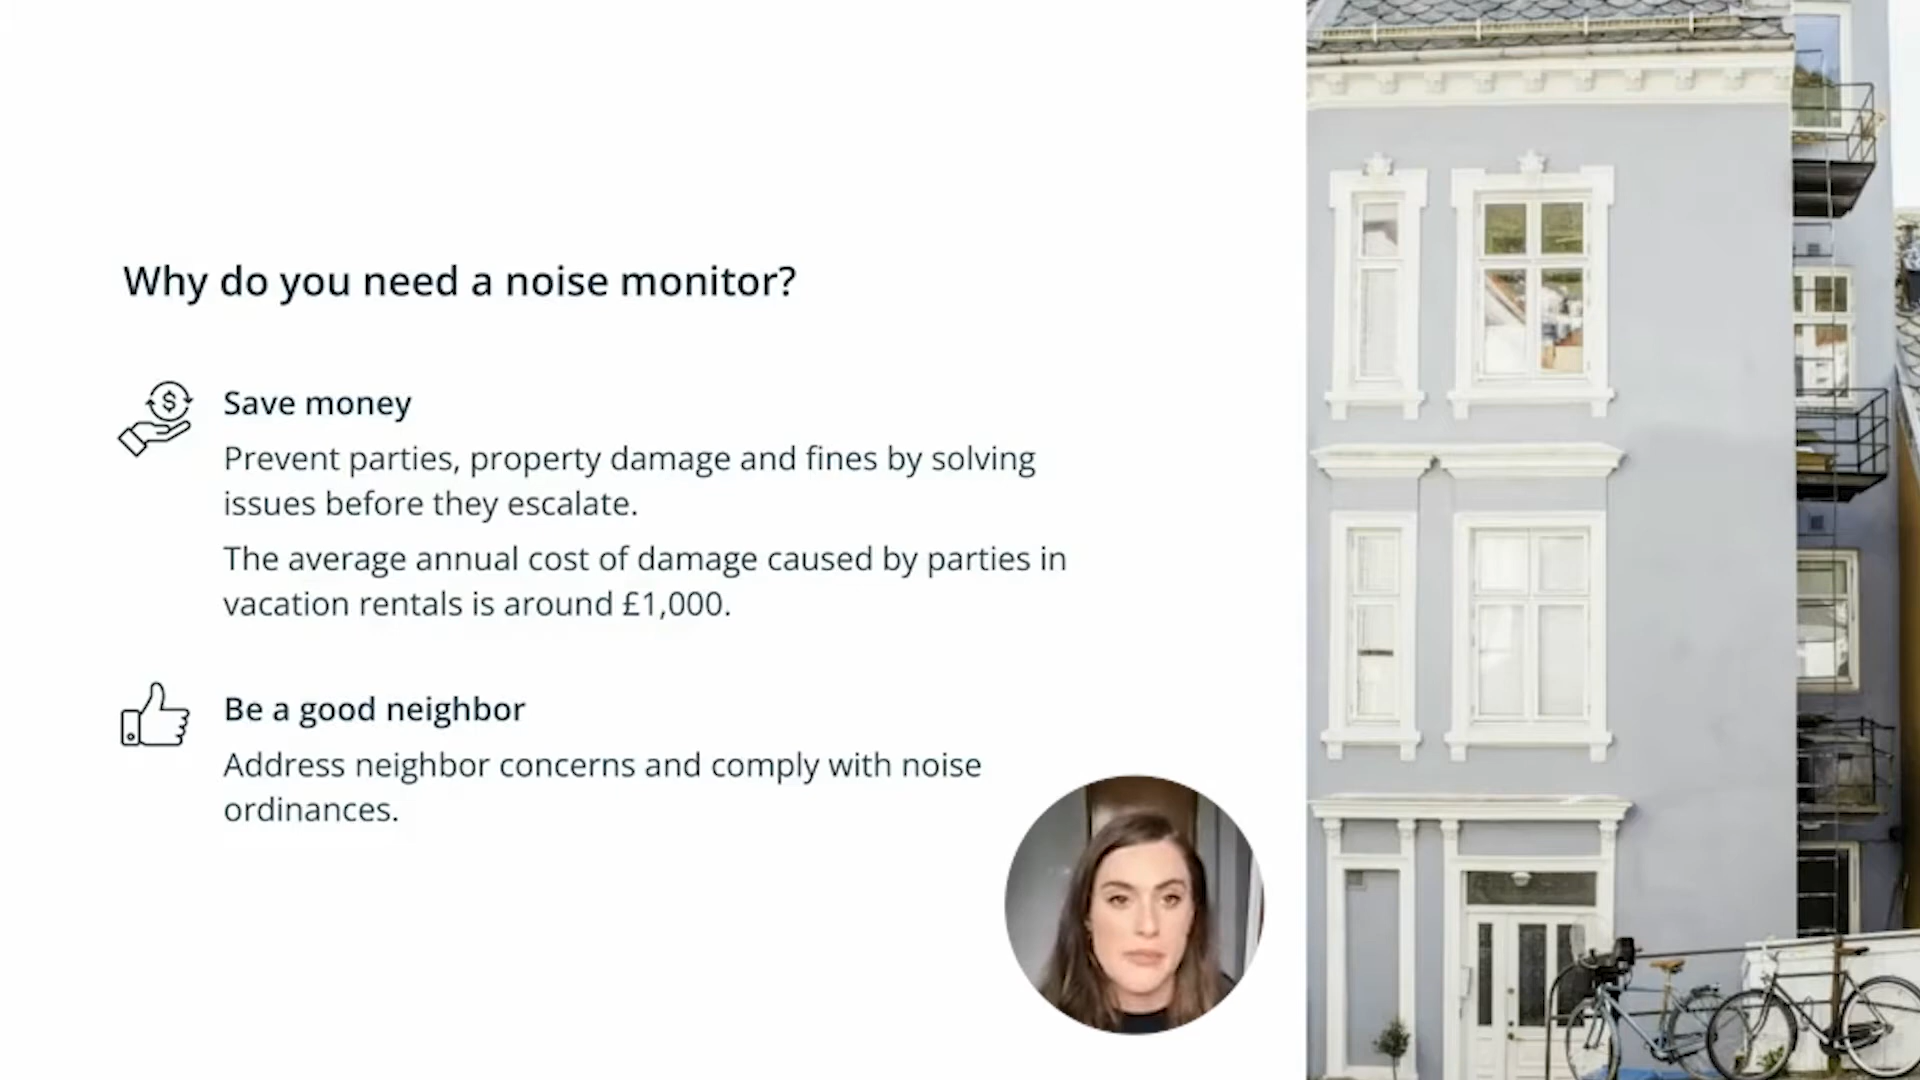 Why do you need a noise monitor?
Save money
Prevent parties, property damage and fines by solving
issues before they escalate.
The average annual cost of damage caused by parties in
vacation rentals is around £1,000.
Be a good neighbor
Address neighbor concerns and comply with noise
ordinances.